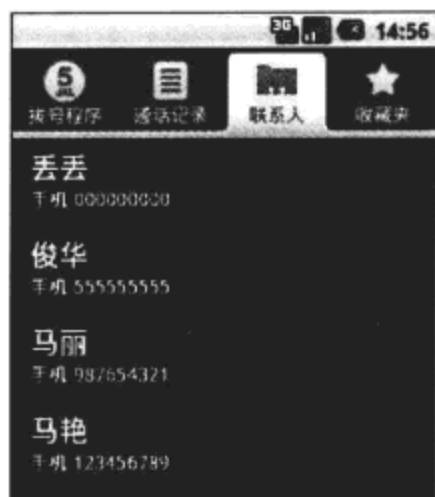 3G 14:56
拨号程序 通话记录 联系人 收藏夹
丢丢
手机 000000000
俊华
手机 555555555
马丽
手机 987654321
马艳
手机 123456789